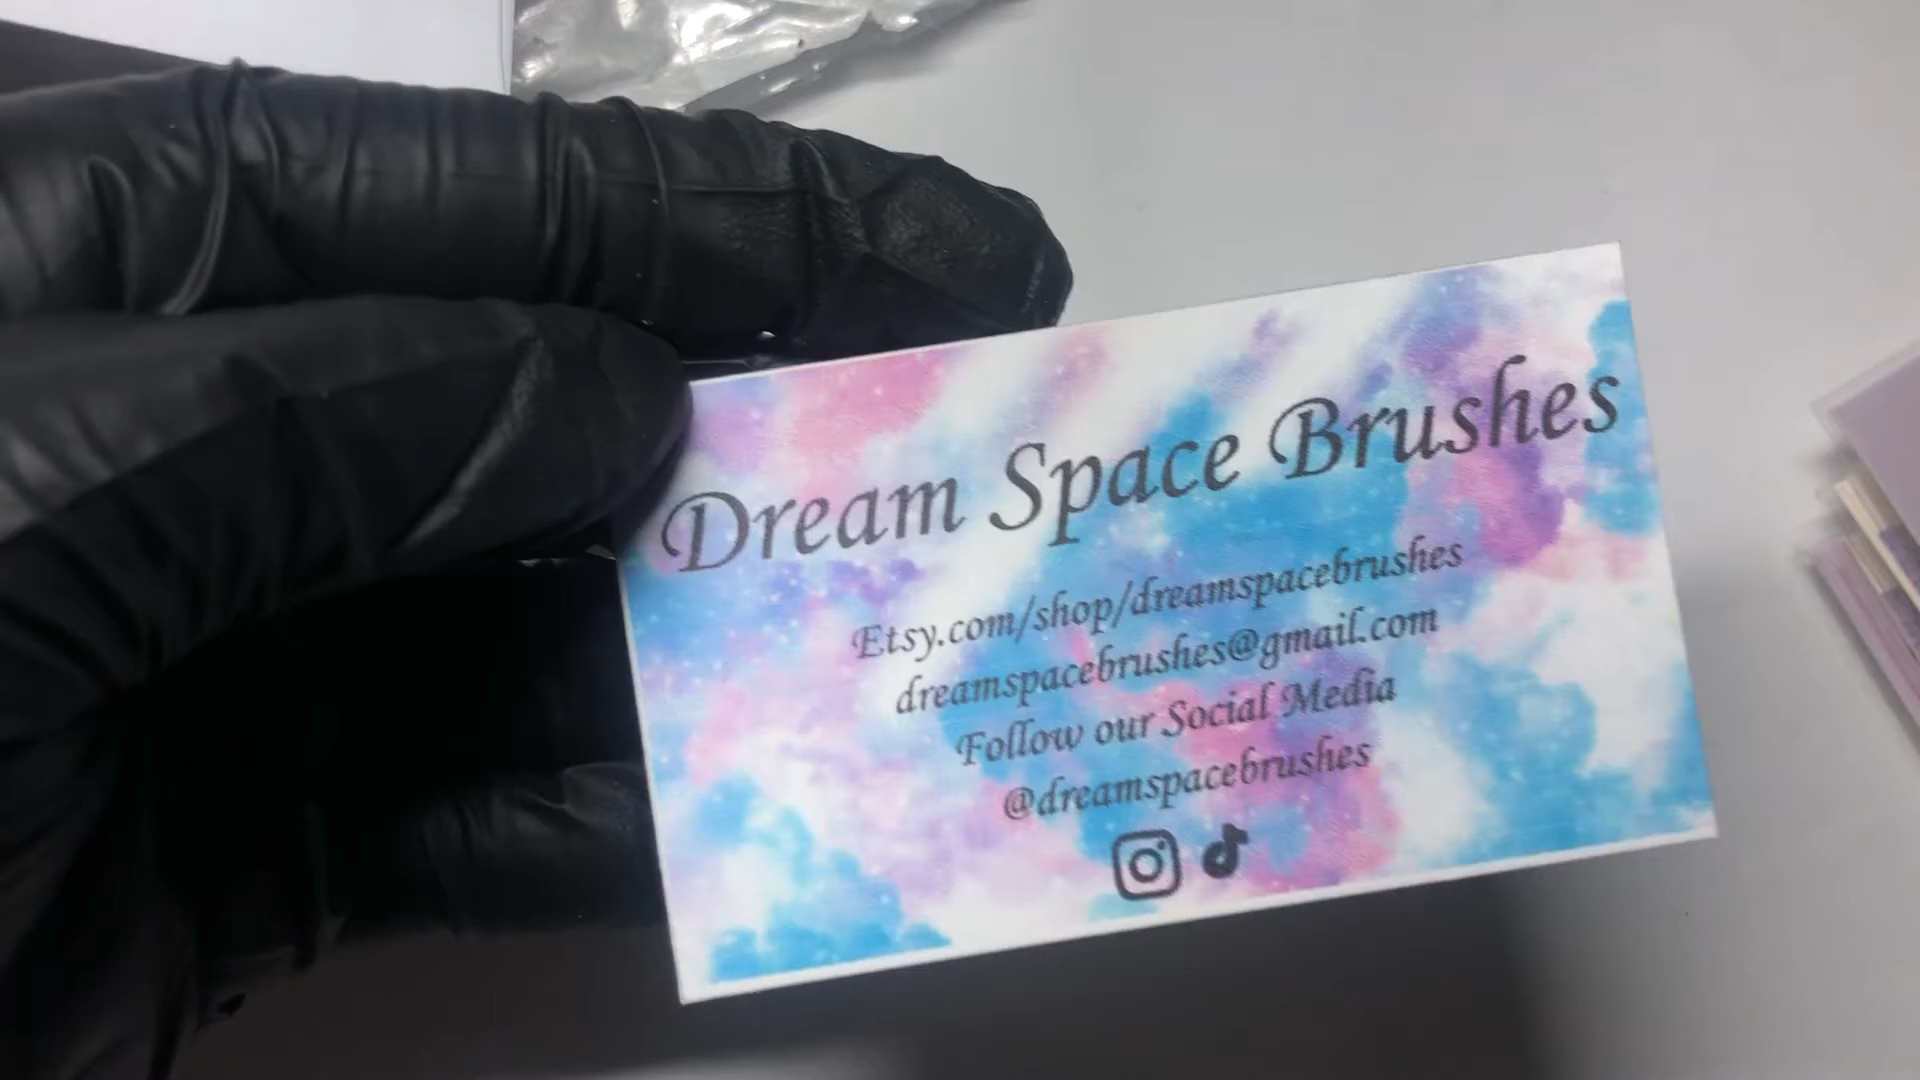 Dream Space Brushes
Etsy.com/shop/dreamspacebrushes
dreamspacebrushes@gmail.com
Follow our Social Media
@dreamspacebrushes